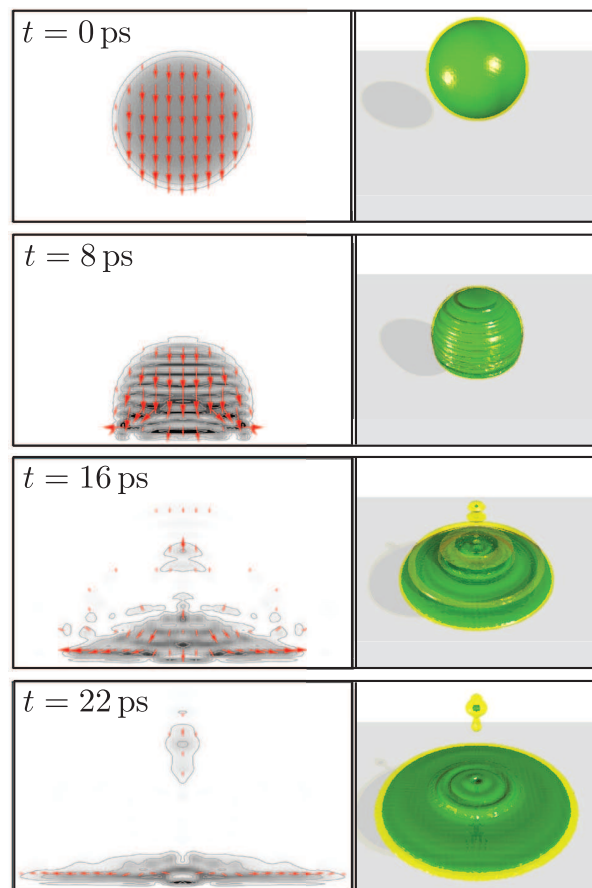 t = 0 ps
t = 8 ps
t = 16 ps
t = 22 ps